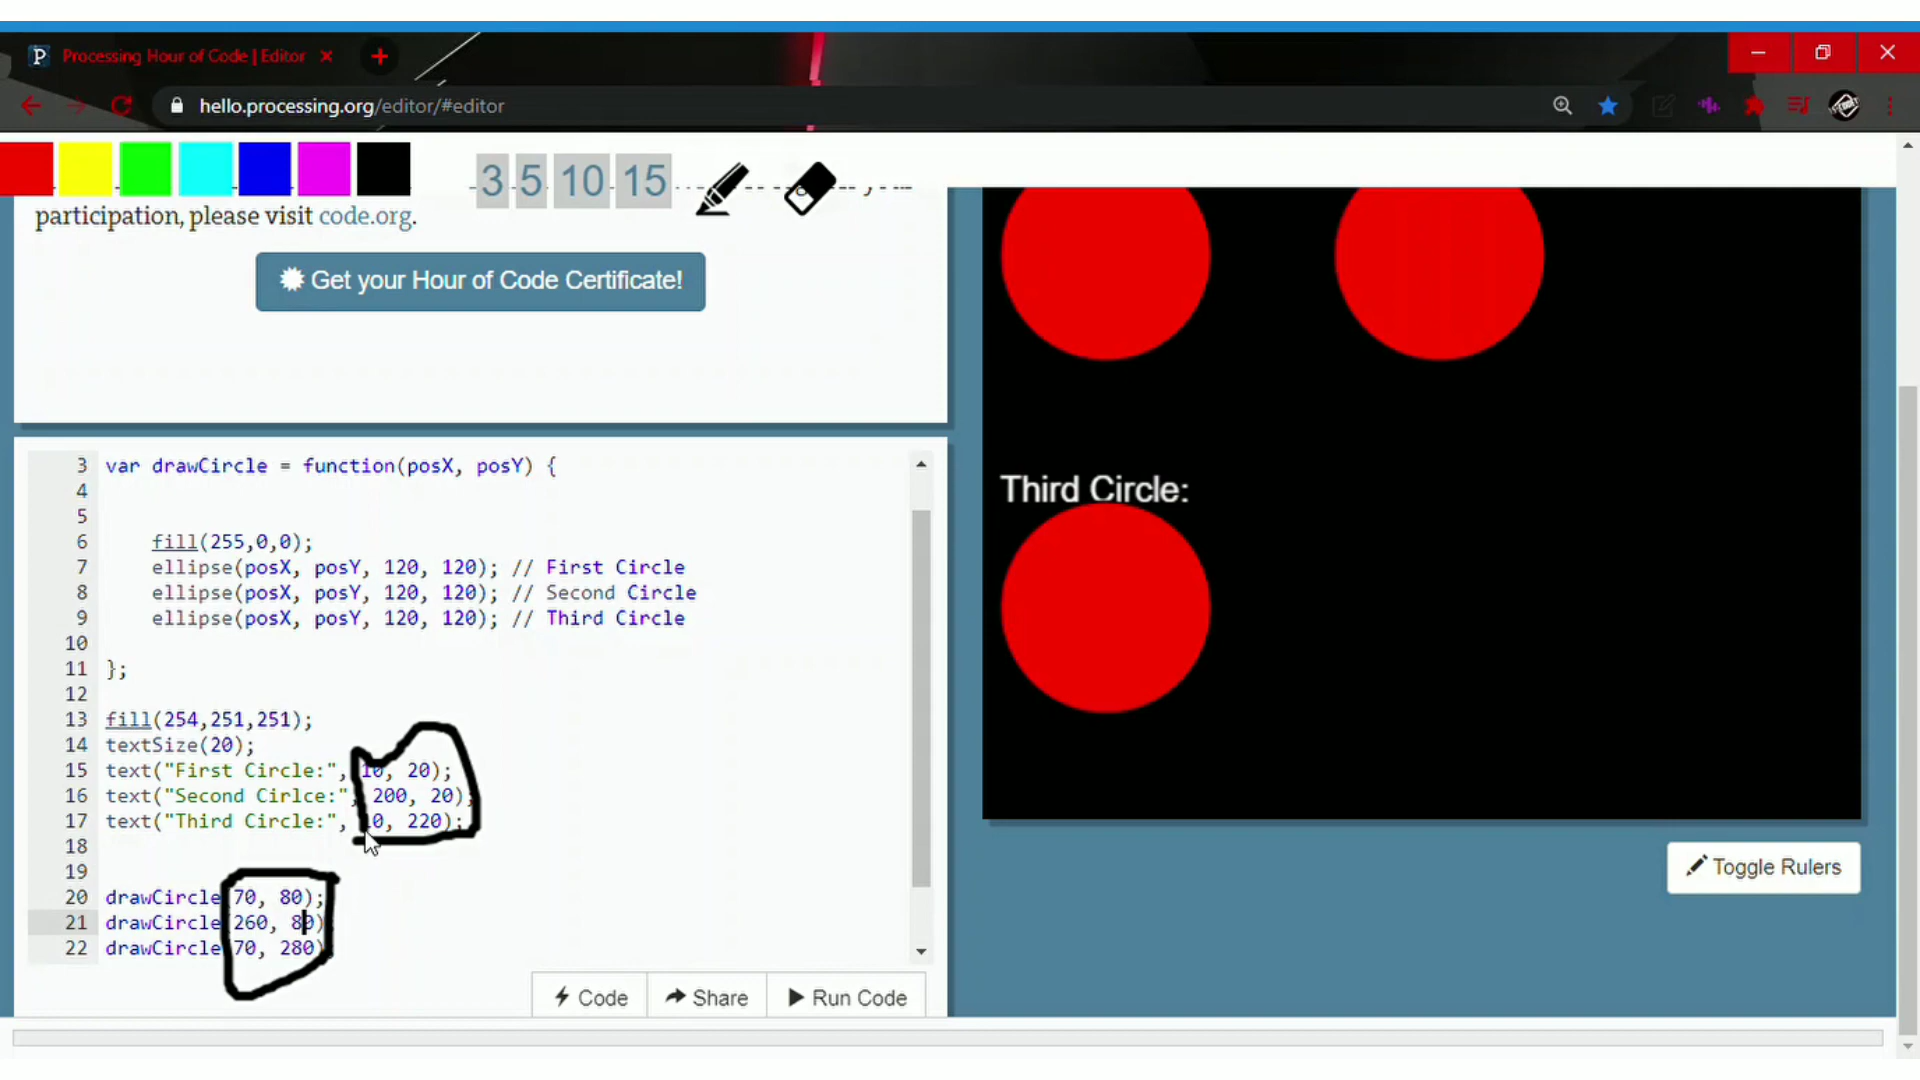 Processing Hour of Code | Editor
hello.processing.org/editor/#editor
3 5 10 15
participation, please visit code.org.
Get your Hour of Code Certificate!
3 var drawCircle = function(posX, posY) {
4
5
6 fill(255,0,0);
7 ellipse(posX, posY, 120, 120); // First Circle
8 ellipse(posX, posY, 120, 120); // Second Circle
9 ellipse(posX, posY, 120, 120); // Third Circle
10
11 };
12
13 fill(254,251,251);
14 textSize(20);
15 text("First Circle:", 10, 20);
16 text("Second Cirlce:", 200, 20);
17 text("Third Circle:", 10, 220);
18
19
20 drawCircle(70, 80);
21 drawCircle(260, 80)
22 drawCircle(70, 280)
Code Share Run Code
Third Circle:
Toggle Rulers